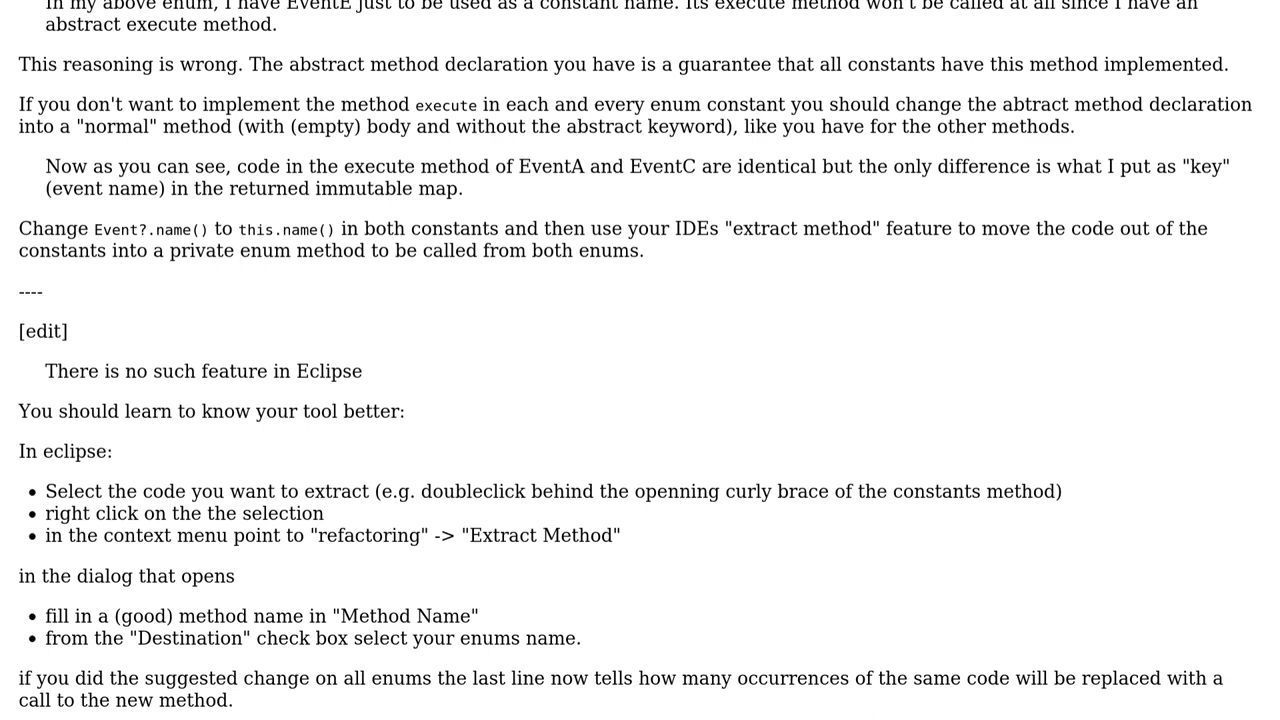 In my above enum, I have EventE just to be used as a constant name. Its execute method won't be called at all since I have an
abstract execute method.
This reasoning is wrong. The abstract method declaration you have is a guarantee that all constants have this method implemented.
If you don't want to implement the method execute in each and every enum constant you should change the abtract method declaration
into a "normal" method (with (empty) body and without the abstract keyword), like you have for the other methods.
Now as you can see, code in the execute method of EventA and EventC are identical but the only difference is what I put as "key"
(event name) in the returned immutable map.
Change Event?.name() to this.name() in both constants and then use your IDEs "extract method" feature to move the code out of the
constants into a private enum method to be called from both enums.
----
[edit]
There is no such feature in Eclipse
You should learn to know your tool better:
In eclipse:
• Select the code you want to extract (e.g. doubleclick behind the openning curly brace of the constants method)
• right click on the the selection
• in the context menu point to "refactoring" -> "Extract Method"
in the dialog that opens
• fill in a (good) method name in "Method Name"
• from the "Destination" check box select your enums name.
if you did the suggested change on all enums the last line now tells how many occurrences of the same code will be replaced with a
call to the new method.